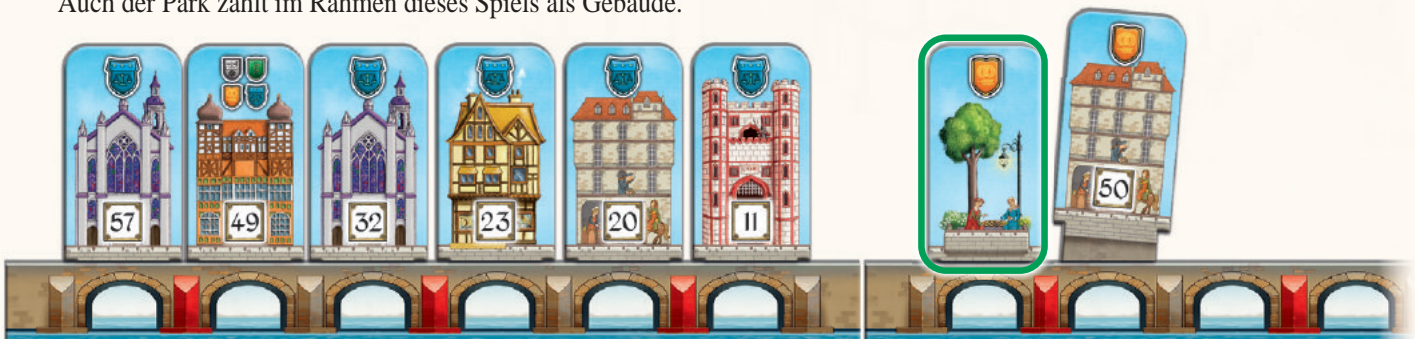 Auch der Park zählt im Rahmen dieses Spiels als Gebäude.
57 49 32 23 20 11 50